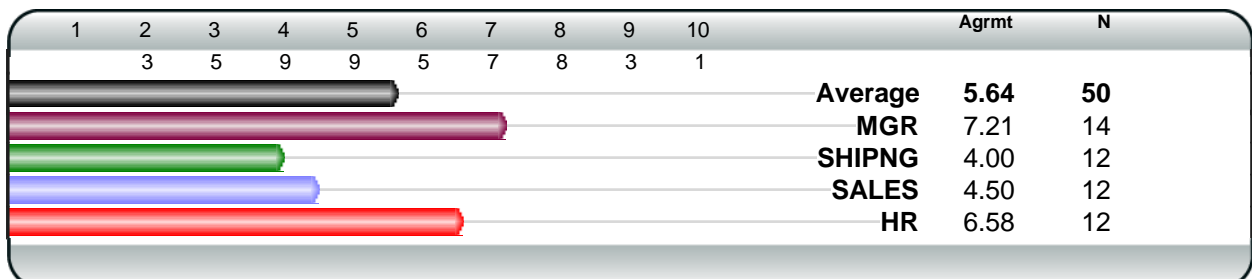 1 2 3 4 5 6 7 8 9 10 Agrmt N
3 5 9 9 5 7 8 3 1
Average 5.64 50
MGR 7.21 14
SHIPNG 4.00 12
SALES 4.50 12
HR 6.58 12